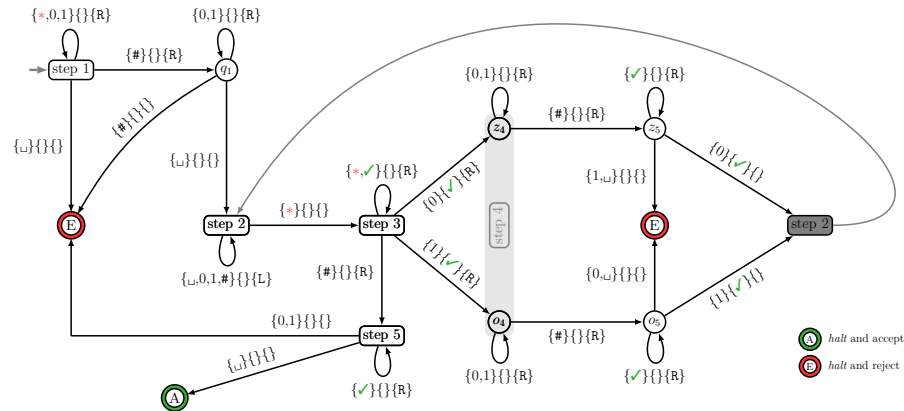 {*,0,1}{}{R}
{0,1}{}{R}
step 1
{#}{}{R}
q1
{0,1}{}{R}
{✓}{}{R}
{#}{}{}
z4
{#}{}{R}
z5
{␣}{}{}
{␣}{}{}
{*,✓}{}{R}
{0}{✓}{R}
{1,␣}{}{}
{0}{✓}{}
E
step 2
{*}{}{}
step 3
step 4
E
step 2
{␣,0,1,#}{}{L}
{#}{}{R}
{1}{✓}{R}
{0,␣}{}{}
{1}{✓}{}
{0,1}{}{}
step 5
o4
{#}{}{R}
o5
{␣}{}{}
{✓}{}{R}
{0,1}{}{R}
{✓}{}{R}
A
A halt and accept
E halt and reject